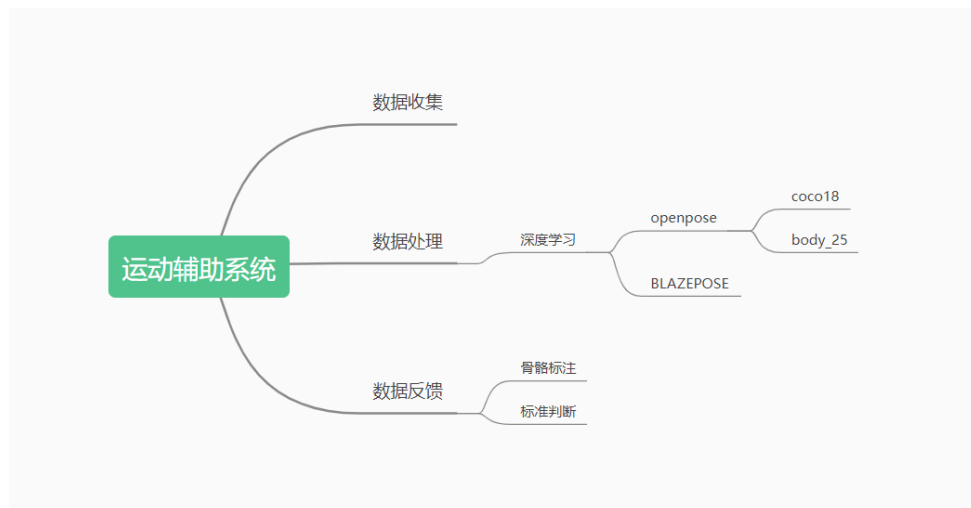 运动辅助系统
数据收集
数据处理
深度学习
openpose
coco18
body_25
BLAZEPOSE
数据反馈
骨骼标注
标准判断